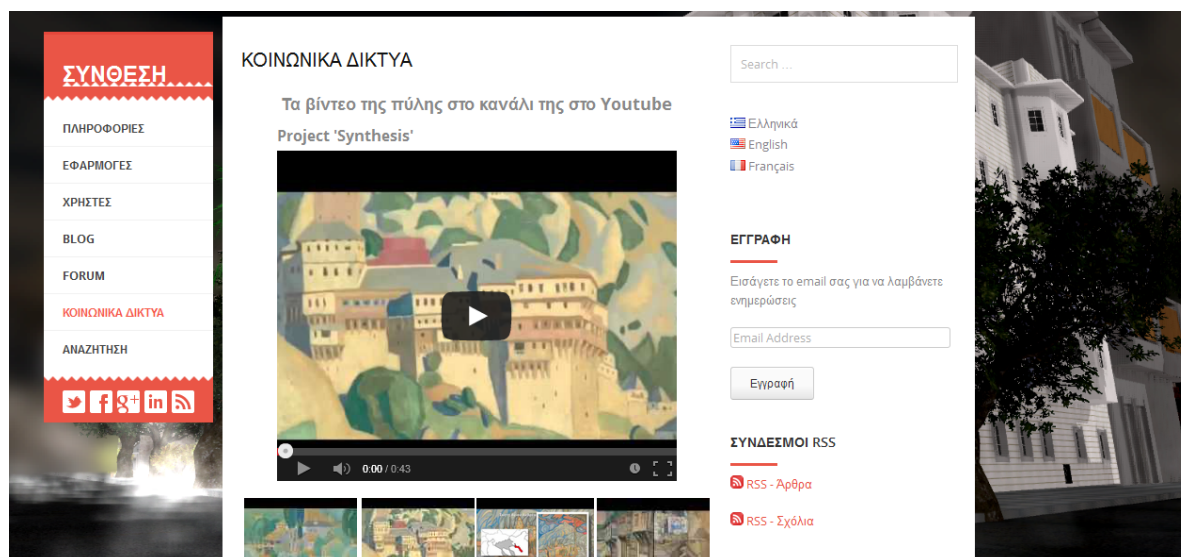 ΣΥΝΘΕΣΗ
ΠΛΗΡΟΦΟΡΙΕΣ
ΕΦΑΡΜΟΓΕΣ
ΧΡΗΣΤΕΣ
BLOG
FORUM
ΚΟΙΝΩΝΙΚΑ ΔΙΚΤΥΑ
ΑΝΑΖΗΤΗΣΗ
ΚΟΙΝΩΝΙΚΑ ΔΙΚΤΥΑ
Τα βίντεο της πύλης στο κανάλι της στο Youtube
Project 'Synthesis'
0:00 / 0:43
Search ...
Ελληνικά
English
Français
ΕΓΓΡΑΦΗ
Εισάγετε το email σας για να λαμβάνετε
ενημερώσεις
Email Address
Εγγραφή
ΣΥΝΔΕΣΜΟΙ RSS
RSS - Άρθρα
RSS - Σχόλια